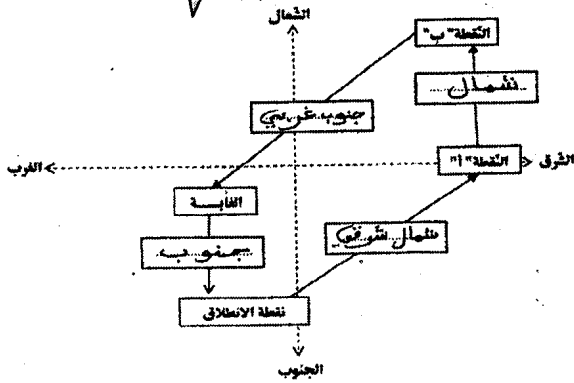 الشمال
النقطة "ب"
شمال
جنوب غربي
الغرب
النقطة "أ"
الشرق
الغابة
شمال شرقي
جنوب
نقطة الانطلاق
الجنوب